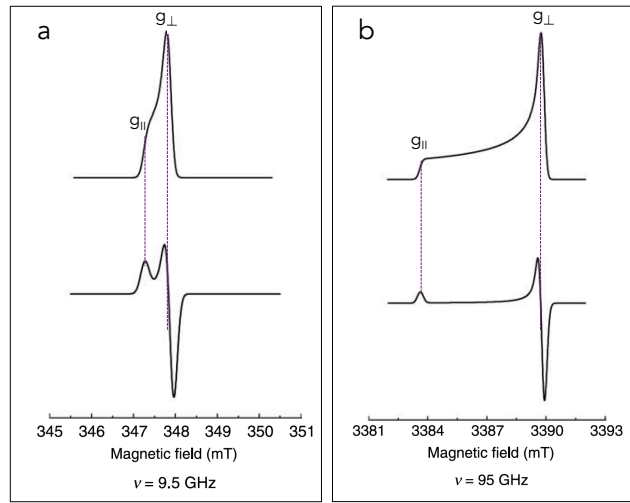 a
g⊥
g||
345 346 347 348 349 350 351
Magnetic field (mT)
ν = 9.5 GHz
b
g⊥
g||
3381 3384 3387 3390 3393
Magnetic field (mT)
ν = 95 GHz